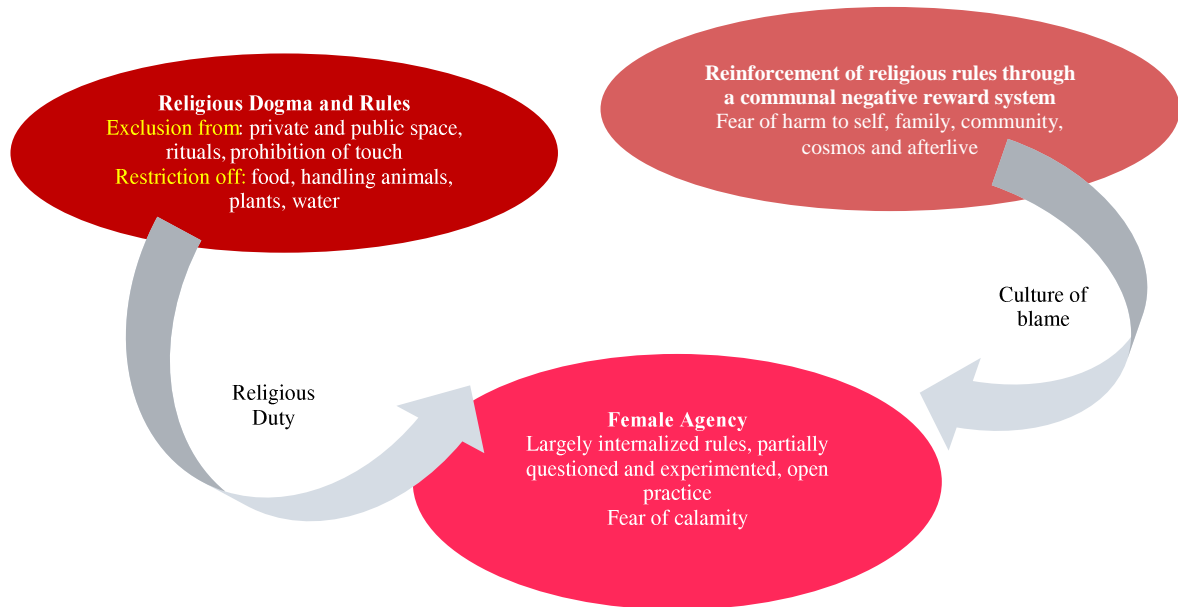 Religious Dogma and Rules
Exclusion from: private and public space,
rituals, prohibition of touch
Restriction off: food, handling animals,
plants, water
Reinforcement of religious rules through
a communal negative reward system
Fear of harm to self, family, community,
cosmos and afterlive
Culture of
blame
Religious
Duty
Female Agency
Largely internalized rules, partially
questioned and experimented, open
practice
Fear of calamity